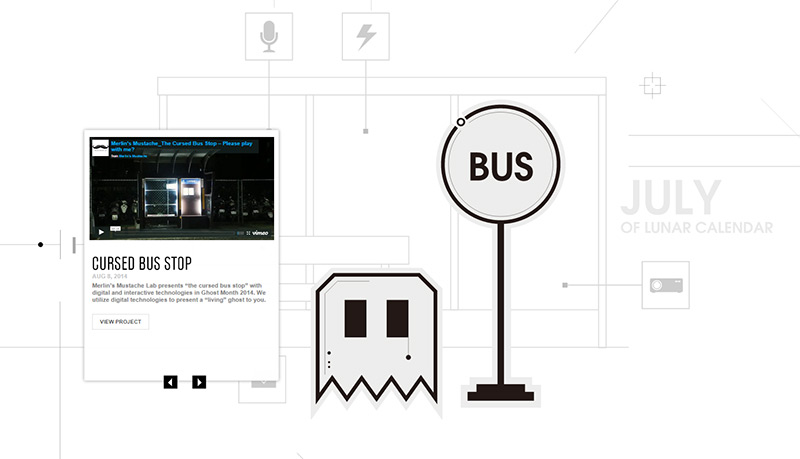 Merlin's Mustache_The Cursed Bus Stop – Please play
with me?
from Merlin's Mustache
vimeo
CURSED BUS STOP
AUG 8, 2014
Merlin's Mustache Lab presents "the cursed bus stop" with
digital and interactive technologies in Ghost Month 2014. We
utilize digital technologies to present a "living" ghost to you.
VIEW PROJECT
BUS
JULY
OF LUNAR CALENDAR